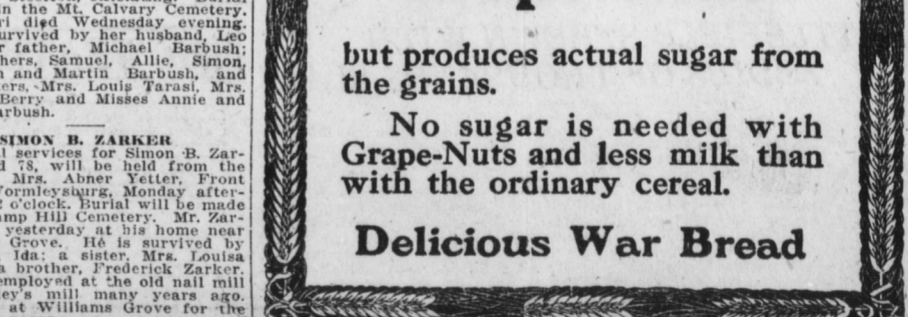 in the Mt. Calvary Cemetery.
died Wednesday evening.
urvived by her husband, Leo
father, Michael Barbush;
hers, Samuel, Allie, Simon,
and Martin Barbush, and
ers, Mrs. Louis Tarasi, Mrs.
Berry and Misses Annie and
arbush.
SIMON B. ZARKER
services for Simon B. Zar-
78, will be held from the
Mrs. Abner Yetter, Front
ormleysburg, Monday after-
o'clock. Burial will be made
amp Hill Cemetery. Mr. Zar-
yesterday at his home near
Grove. He is survived by
Ida; a sister, Mrs. Louisa
a brother, Frederick Zarker.
employed at the old nail mill
ey's mill many years ago.
at Williams Grove for the
but produces actual sugar from
the grains.
No sugar is needed with
Grape-Nuts and less milk than
with the ordinary cereal.
Delicious War Bread